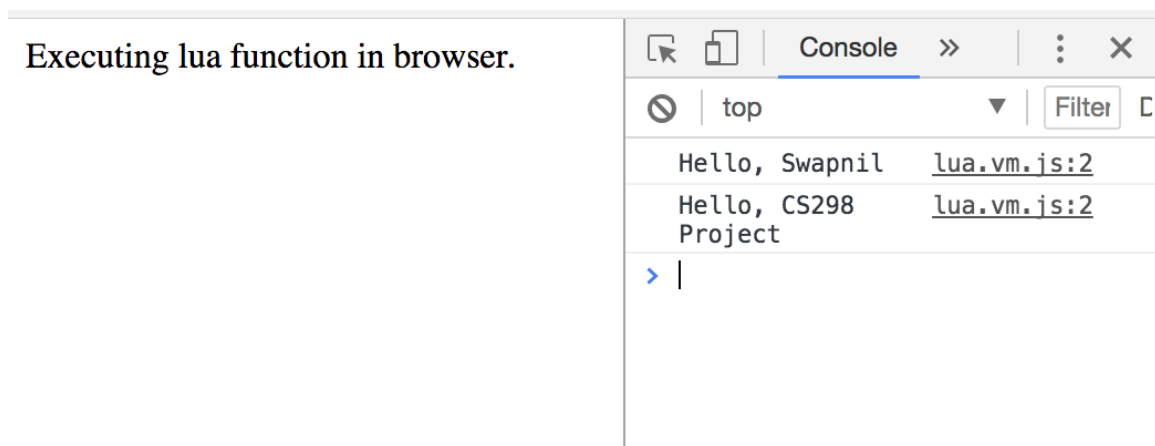 Executing lua function in browser.
Console
top
Filter
Hello, Swapnil lua.vm.js:2
Hello, CS298 lua.vm.js:2
Project